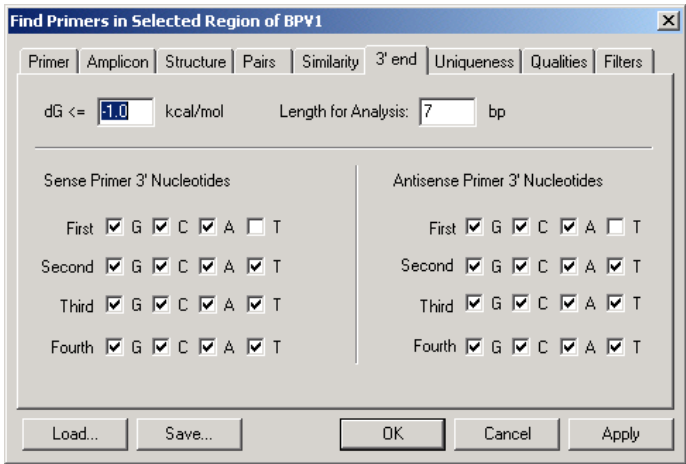 Find Primers in Selected Region of BPV1
Primer Amplicon Structure Pairs Similarity 3' end Uniqueness Qualities Filters
dG <= -1.0 kcal/mol Length for Analysis: 7 bp
Sense Primer 3' Nucleotides Antisense Primer 3' Nucleotides
First G C A T First G C A T
Second G C A T Second G C A T
Third G C A T Third G C A T
Fourth G C A T Fourth G C A T
Load... Save... OK Cancel Apply